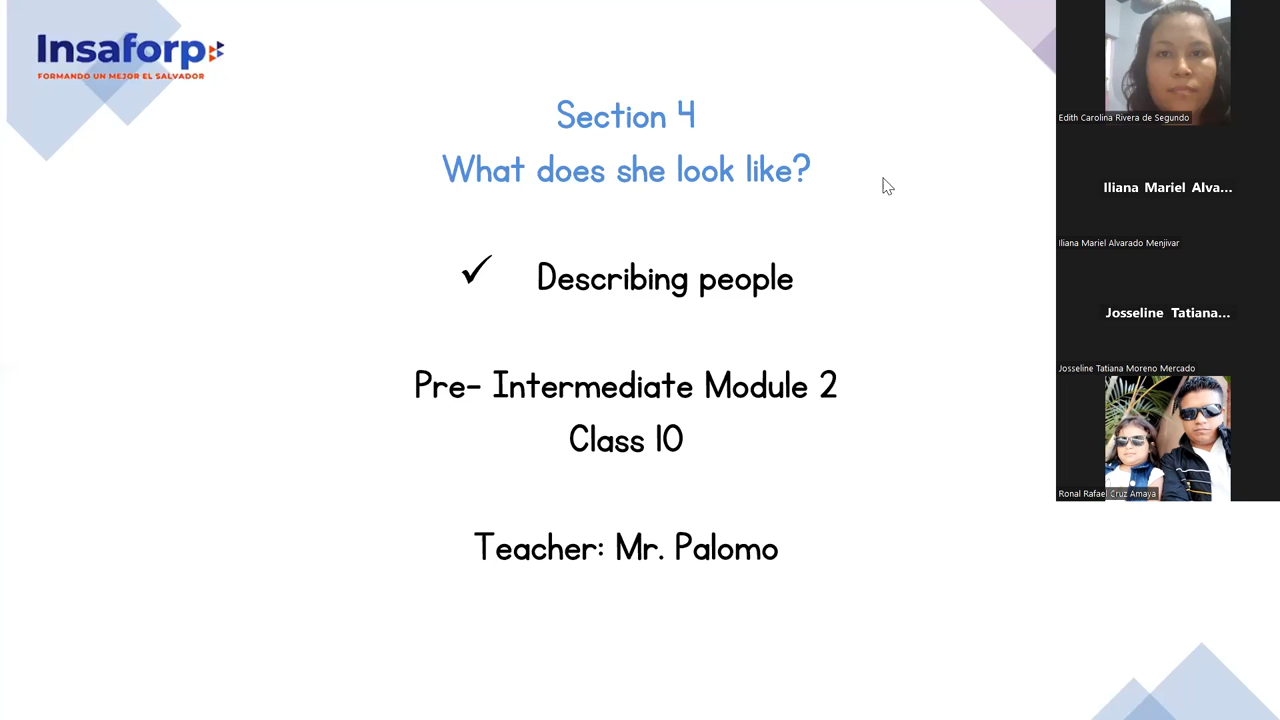 Insaforp
FORMANDO UN MEJOR EL SALVADOR
Section 4
What does she look like?
✓ Describing people
Pre- Intermediate Module 2
Class 10
Teacher: Mr. Palomo
Edith Carolina Rivera de Segundo
Iliana Mariel Alva...
Iliana Mariel Alvarado Menjivar
Josseline Tatiana...
Josseline Tatiana Moreno Mercado
Ronal Rafael Cruz Amaya